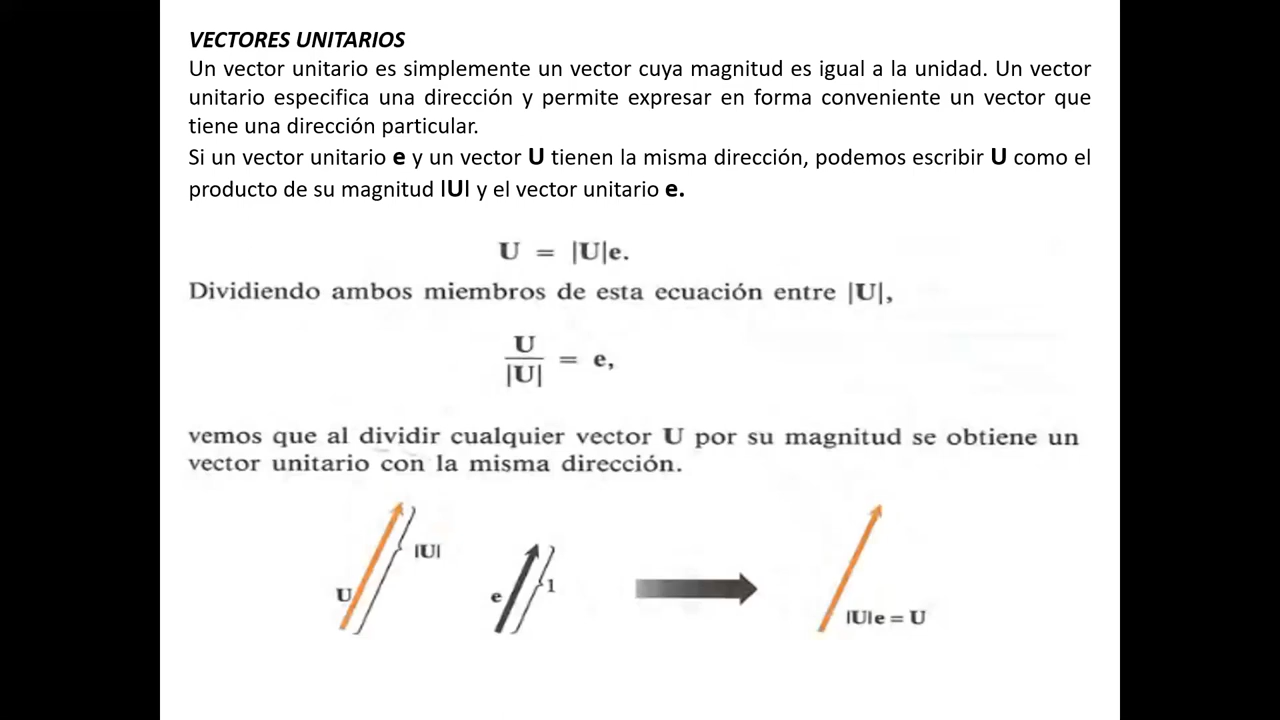 VECTORES UNITARIOS
Un vector unitario es simplemente un vector cuya magnitud es igual a la unidad. Un vector
unitario especifica una dirección y permite expresar en forma conveniente un vector que
tiene una dirección particular.
Si un vector unitario e y un vector U tienen la misma dirección, podemos escribir U como el
producto de su magnitud |U| y el vector unitario e.
U = |U|e.
Dividiendo ambos miembros de esta ecuación entre |U|,
U
|U|
= e,
vemos que al dividir cualquier vector U por su magnitud se obtiene un
vector unitario con la misma dirección.
|U|
U
e
1
|U|e = U